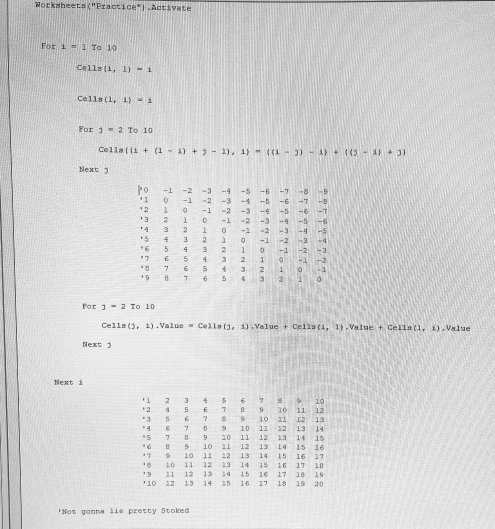 Worksheets("Practice").Activate
For i = 1 To 10
Cells(i, 1) = i
Cells(1, i) = i
For j = 2 To 10
Cells((i + (1 - i) + j - 1), i) = ((i - j) - i) + ((j - i) + j)
Next j
'0 -1 -2 -3 -4 -5 -6 -7 -8 -9
'1 0 -1 -2 -3 -4 -5 -6 -7 -8
'2 1 0 -1 -2 -3 -4 -5 -6 -7
'3 2 1 0 -1 -2 -3 -4 -5 -6
'4 3 2 1 0 -1 -2 -3 -4 -5
'5 4 3 2 1 0 -1 -2 -3 -4
'6 5 4 3 2 1 0 -1 -2 -3
'7 6 5 4 3 2 1 0 -1 -2
'8 7 6 5 4 3 2 1 0 -1
'9 8 7 6 5 4 3 2 1 0
For j = 2 To 10
Cells(j, i).Value = Cells(j, i).Value + Cells(i, 1).Value + Cells(1, i).Value
Next j
Next i
'1 2 3 4 5 6 7 8 9 10
'2 4 5 6 7 8 9 10 11 12
'3 5 6 7 8 9 10 11 12 13
'4 6 7 8 9 10 11 12 13 14
'5 7 8 9 10 11 12 13 14 15
'6 8 9 10 11 12 13 14 15 16
'7 9 10 11 12 13 14 15 16 17
'8 10 11 12 13 14 15 16 17 18
'9 11 12 13 14 15 16 17 18 19
'10 12 13 14 15 16 17 18 19 20
'Not gonna lie pretty Stoked